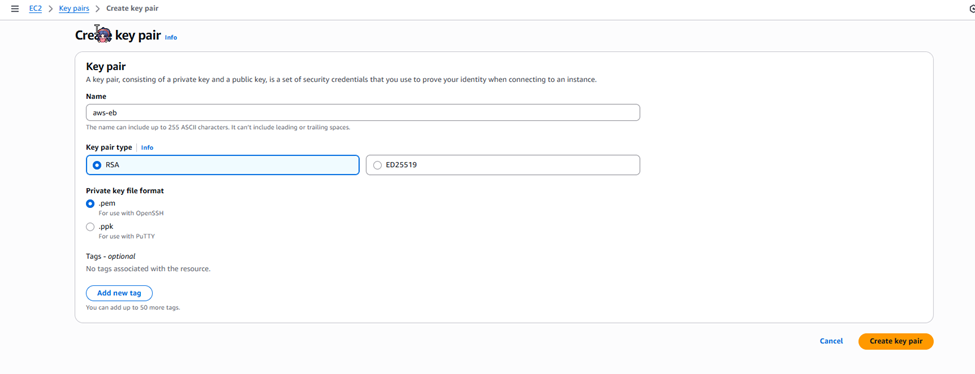 EC2 > Key pairs > Create key pair
Create key pair Info
Key pair
A key pair, consisting of a private key and a public key, is a set of security credentials that you use to prove your identity when connecting to an instance.
Name
aws-eb
The name can include up to 255 ASCII characters. It can't include leading or trailing spaces.
Key pair type Info
RSA ED25519
Private key file format
.pem
For use with OpenSSH
.ppk
For use with PuTTY
Tags - optional
No tags associated with the resource.
Add new tag
You can add up to 50 more tags.
Cancel Create key pair